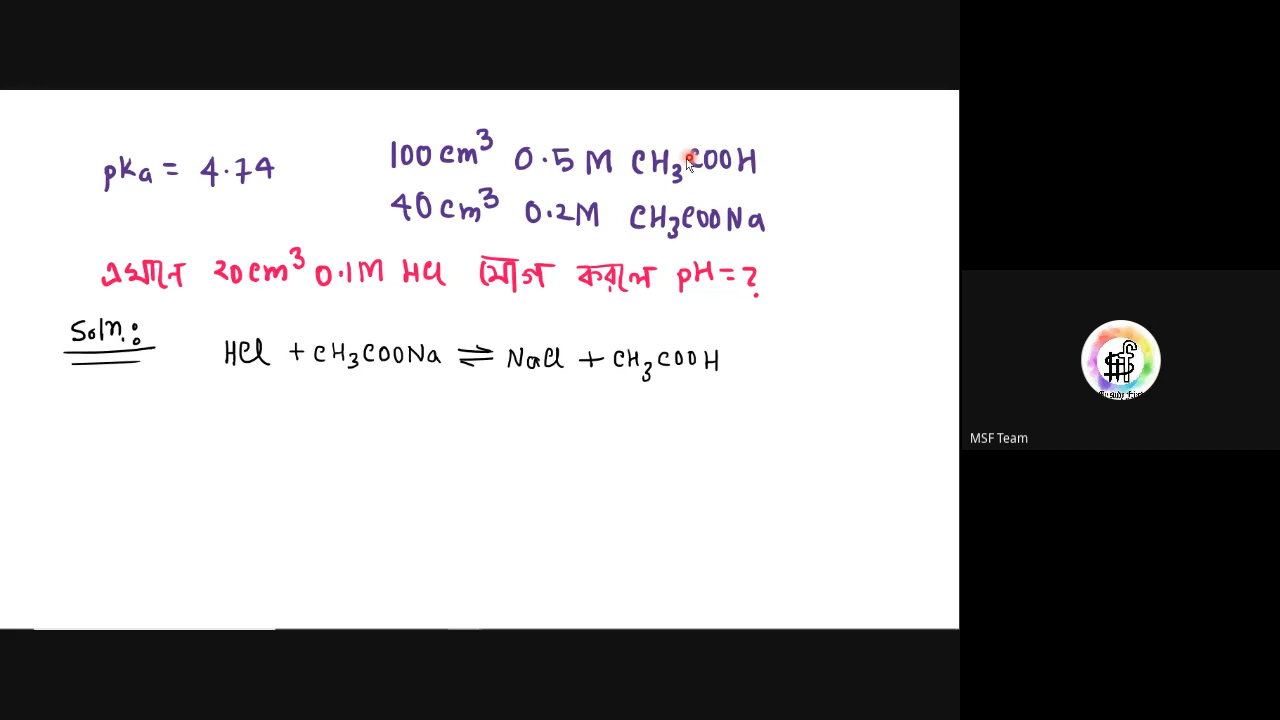 pka = 4.74
100 cm³ 0.5 M CH₃COOH
40 cm³ 0.2M CH₃COONa
এখানে 20cm³ 0.1M HCl যোগ করলে pH=?
Soln.:
HCl + CH₃COONa ⇌ NaCl + CH₃COOH
MSF Team